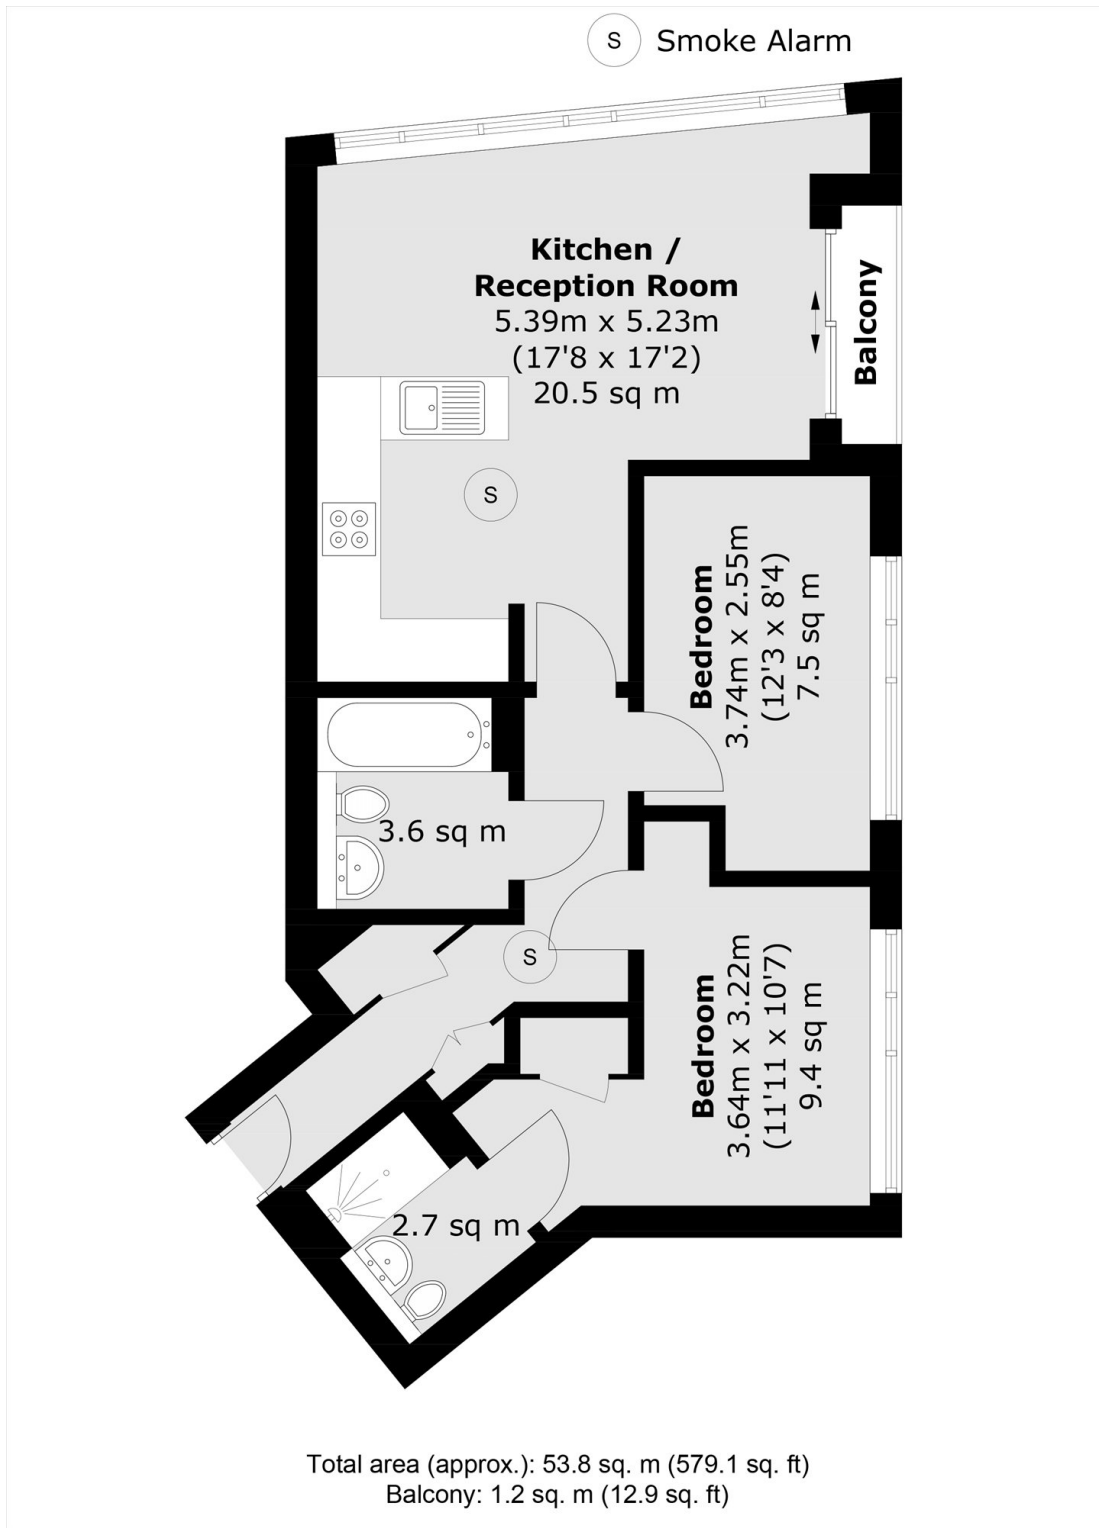 S Smoke Alarm
Kitchen /
Reception Room
5.39m x 5.23m
(17'8 x 17'2)
20.5 sq m
Balcony
S
Bedroom
3.74m x 2.55m
(12'3 x 8'4)
7.5 sq m
3.6 sq m
S
Bedroom
3.64m x 3.22m
(11'11 x 10'7)
9.4 sq m
2.7 sq m
Total area (approx.): 53.8 sq. m (579.1 sq. ft)
Balcony: 1.2 sq. m (12.9 sq. ft)